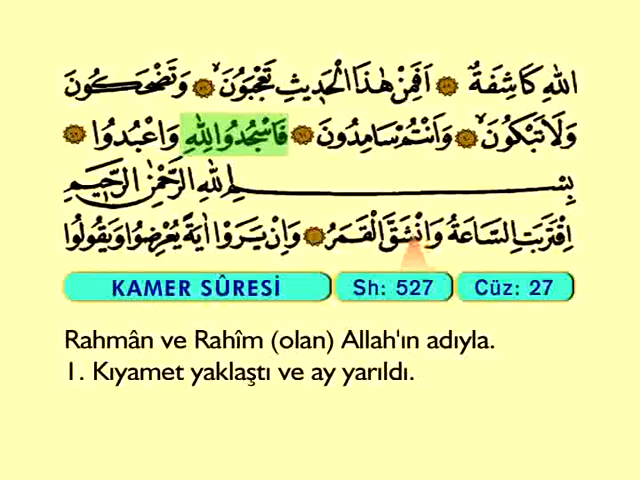 اللّٰهِ كَاشِفَةٌ ۝ اَفَمِنْ هٰذَا الْحَدِيثِ تَعْجَبُونَ ۝ وَتَضْحَكُونَ
وَلَا تَبْكُونَ ۝ وَاَنْتُمْ سَامِدُونَ ۝ فَاسْجُدُوا لِلّٰهِ وَاعْبُدُوا ۝
بِسْمِ اللّٰهِ الرَّحْمٰنِ الرَّحِيمِ
اِقْتَرَبَتِ السَّاعَةُ وَانْشَقَّ الْقَمَرُ ۝ وَاِنْ يَرَوْا اٰيَةً يُعْرِضُوا وَيَقُولُوا
KAMER SÛRESİ Sh: 527 Cüz: 27
Rahmân ve Rahîm (olan) Allah'ın adıyla.
1. Kıyamet yaklaştı ve ay yarıldı.